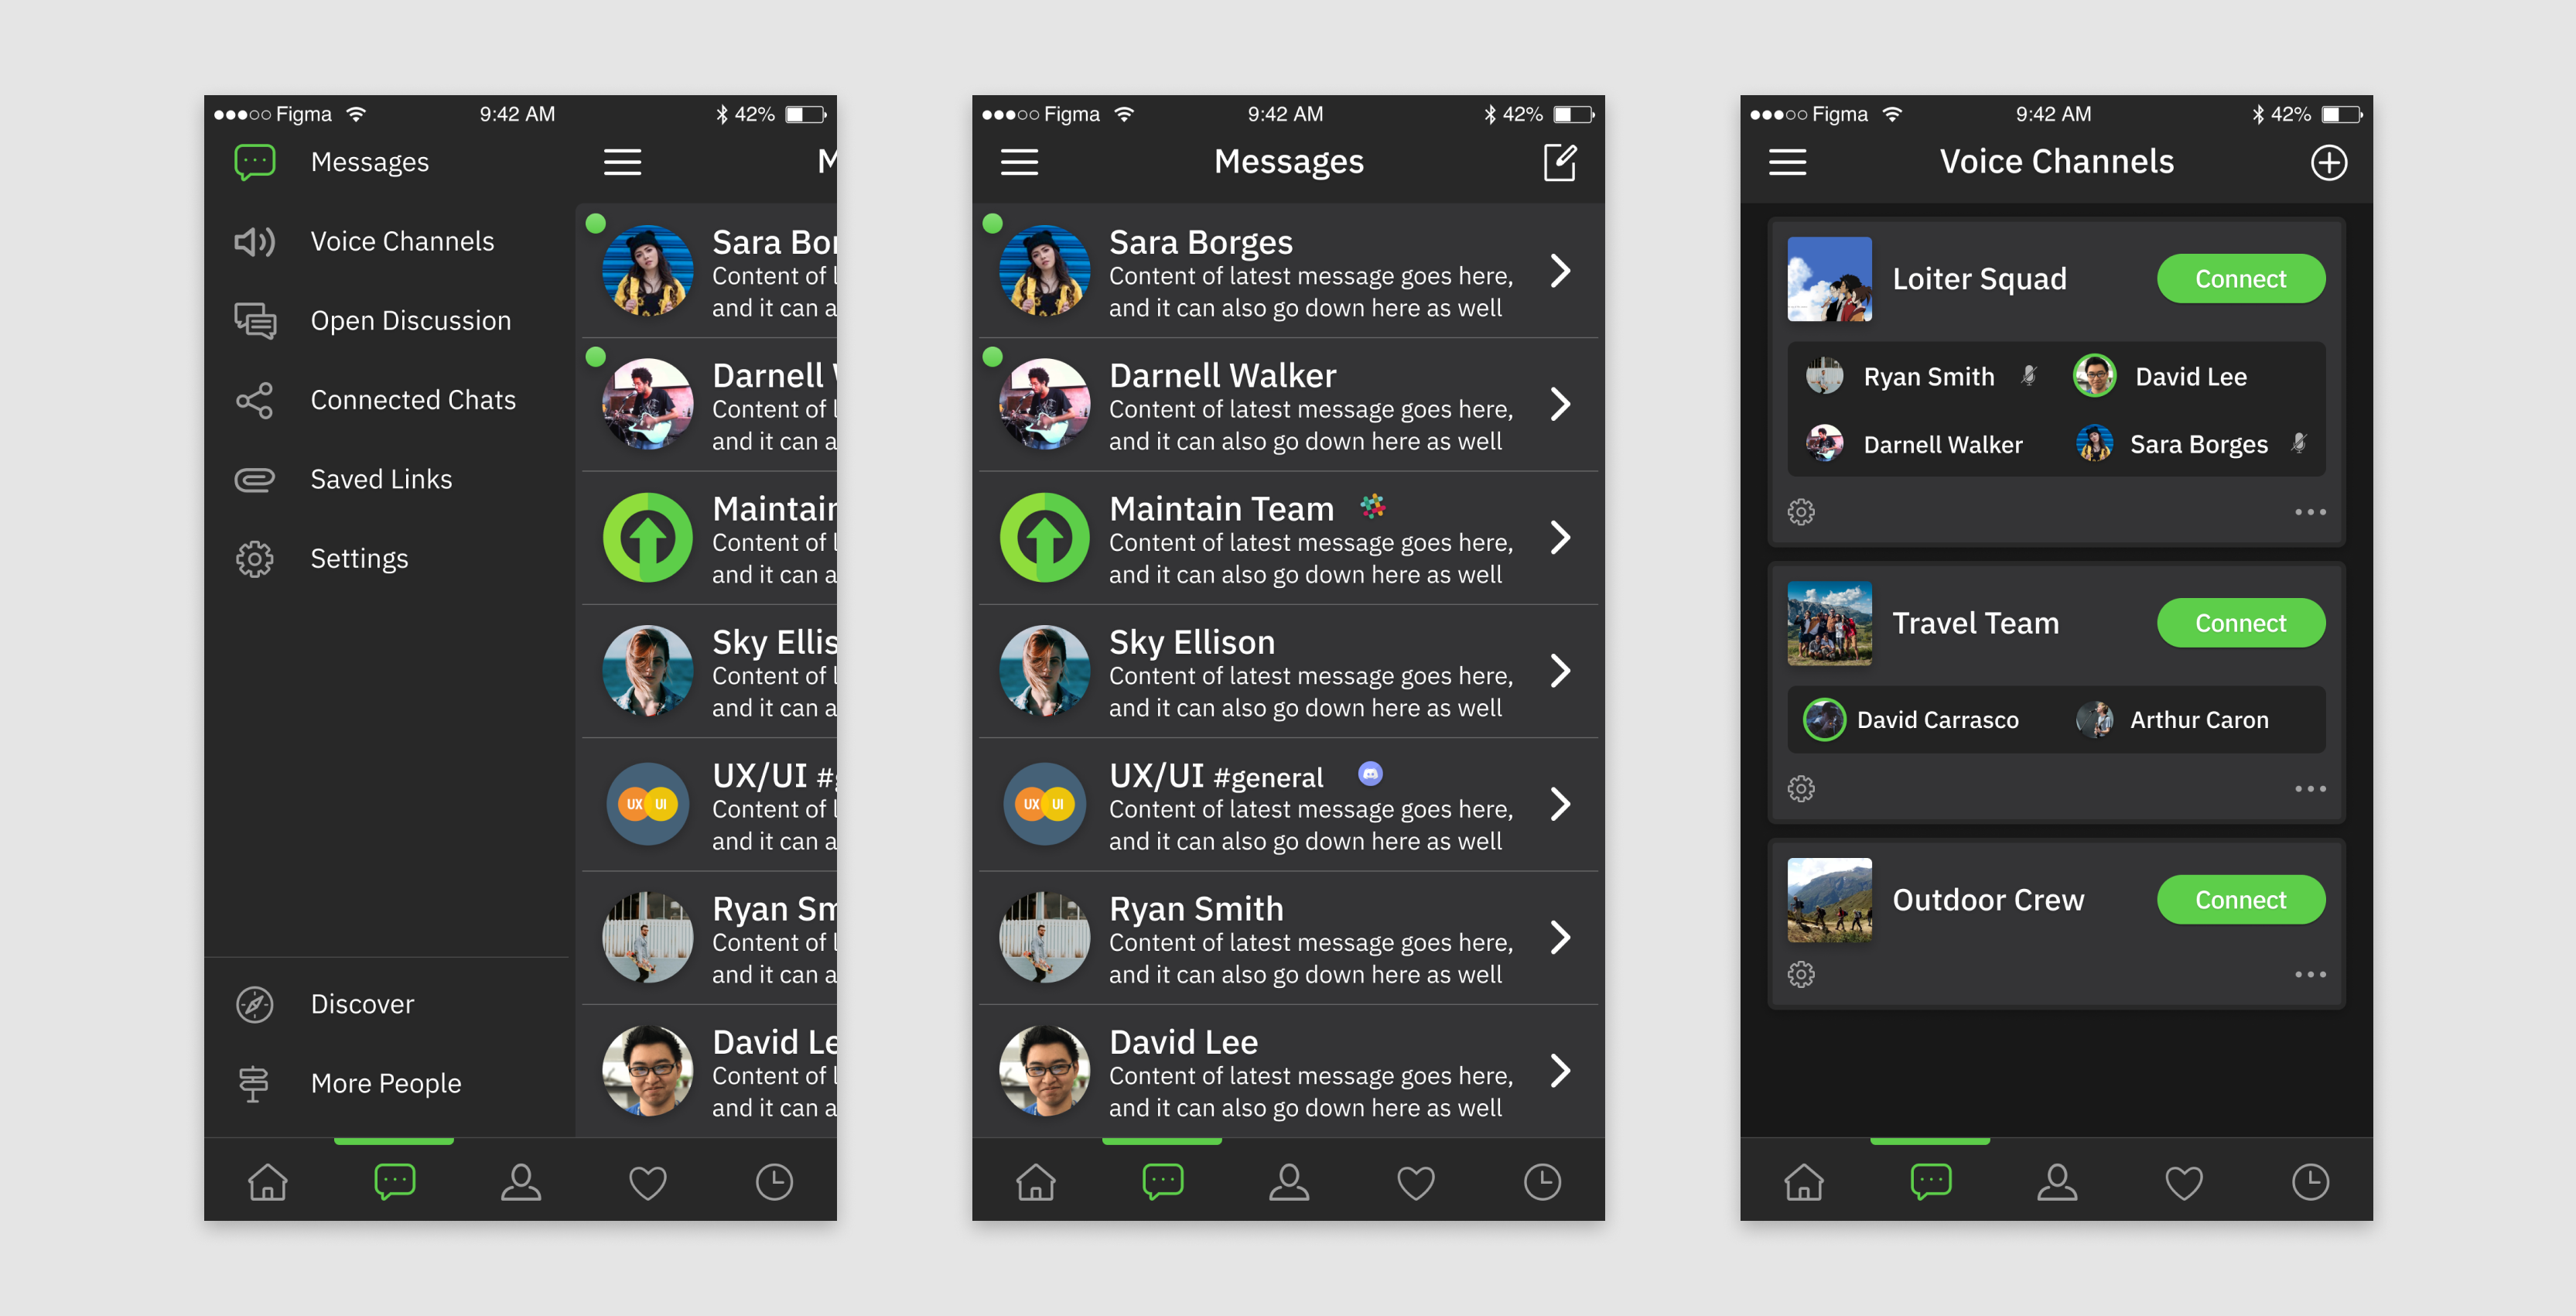 Figma
9:42 AM
42%
Messages
Voice Channels
Open Discussion
Connected Chats
Saved Links
Settings
Discover
More People
M
Sara Bor
Content of l
and it can a
Darnell
Content of l
and it can a
Maintain
Content of l
and it can a
Sky Ellis
Content of l
and it can a
UX UI
UX/UI #g
Content of l
and it can a
Ryan Sm
Content of l
and it can a
David Le
Content of l
and it can a
Figma
9:42 AM
42%
Messages
Sara Borges
Content of latest message goes here,
and it can also go down here as well
Darnell Walker
Content of latest message goes here,
and it can also go down here as well
Maintain Team
Content of latest message goes here,
and it can also go down here as well
Sky Ellison
Content of latest message goes here,
and it can also go down here as well
UX UI
UX/UI #general
Content of latest message goes here,
and it can also go down here as well
Ryan Smith
Content of latest message goes here,
and it can also go down here as well
David Lee
Content of latest message goes here,
and it can also go down here as well
Figma
9:42 AM
42%
Voice Channels
Loiter Squad
Connect
Ryan Smith
David Lee
Darnell Walker
Sara Borges
Travel Team
Connect
David Carrasco
Arthur Caron
Outdoor Crew
Connect